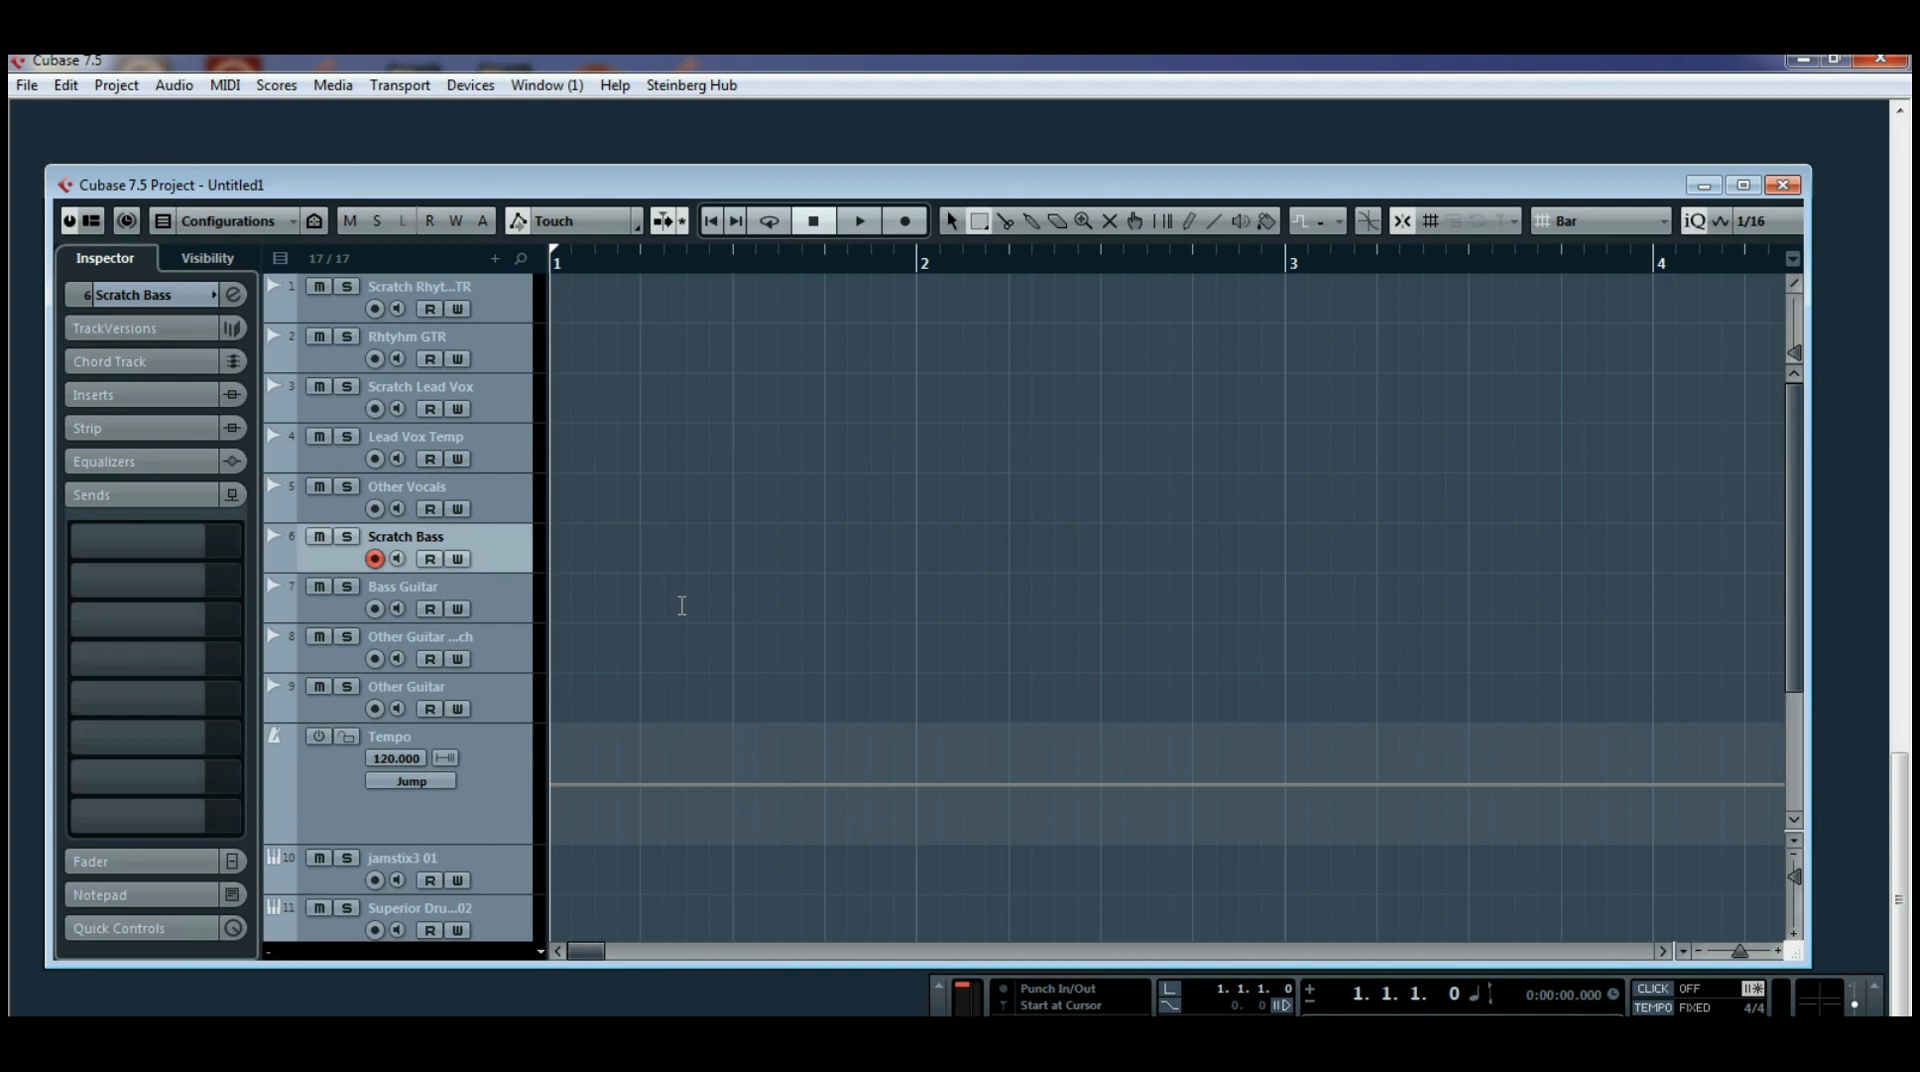 Cubase 7.5
File Edit Project Audio MIDI Scores Media Transport Devices Window (1) Help Steinberg Hub
Cubase 7.5 Project - Untitled1
Configurations M S L R W A Touch Bar iQ 1/16
Inspector Visibility 17 / 17 1 2 3 4
6 Scratch Bass
TrackVersions
Chord Track
Inserts
Strip
Equalizers
Sends
Fader
Notepad
Quick Controls
1 m S Scratch Rhyt...TR
R W
2 m S Rhtyhm GTR
R W
3 m S Scratch Lead Vox
R W
4 m S Lead Vox Temp
R W
5 m S Other Vocals
R W
6 m S Scratch Bass
R W
7 m S Bass Guitar
R W
8 m S Other Guitar ...ch
R W
9 m S Other Guitar
R W
Tempo
120.000
Jump
10 m S jamstix3 01
R W
11 m S Superior Dru...02
R W
Punch In/Out 1. 1. 1. 0 1. 1. 1. 0 0:00:00.000 CLICK OFF
Start at Cursor 0. 0 TEMPO FIXED 4/4